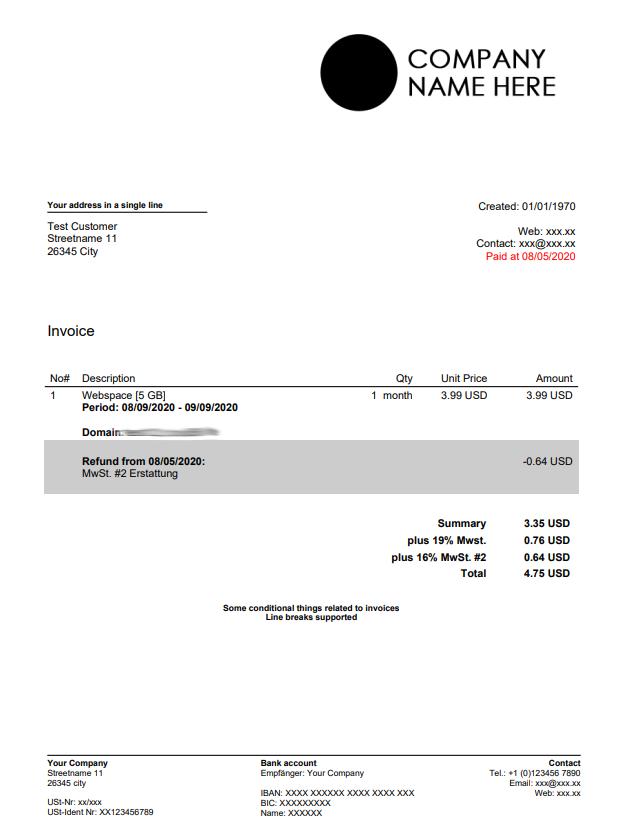 COMPANY
NAME HERE
Your address in a single line
Test Customer
Streetname 11
26345 City
Created: 01/01/1970
Web: xxx.xx
Contact: xxx@xxx.xx
Paid at 08/05/2020
Invoice
No# Description Qty Unit Price Amount
1 Webspace [5 GB] 1 month 3.99 USD 3.99 USD
Period: 08/09/2020 - 09/09/2020
Domain:
Refund from 08/05/2020: -0.64 USD
MwSt. #2 Erstattung
Summary 3.35 USD
plus 19% Mwst. 0.76 USD
plus 16% MwSt. #2 0.64 USD
Total 4.75 USD
Some conditional things related to invoices
Line breaks supported
Your Company
Streetname 11
26345 city
USt-Nr: xx/xxx
USt-Ident Nr: XX123456789
Bank account
Empfänger: Your Company
IBAN: XXXX XXXXXX XXXX XXXX XXX
BIC: XXXXXXXXX
Name: XXXXXX
Contact
Tel.: +1 (0)123456 7890
Email: xxx@xxx.xx
Web: xxx.xx